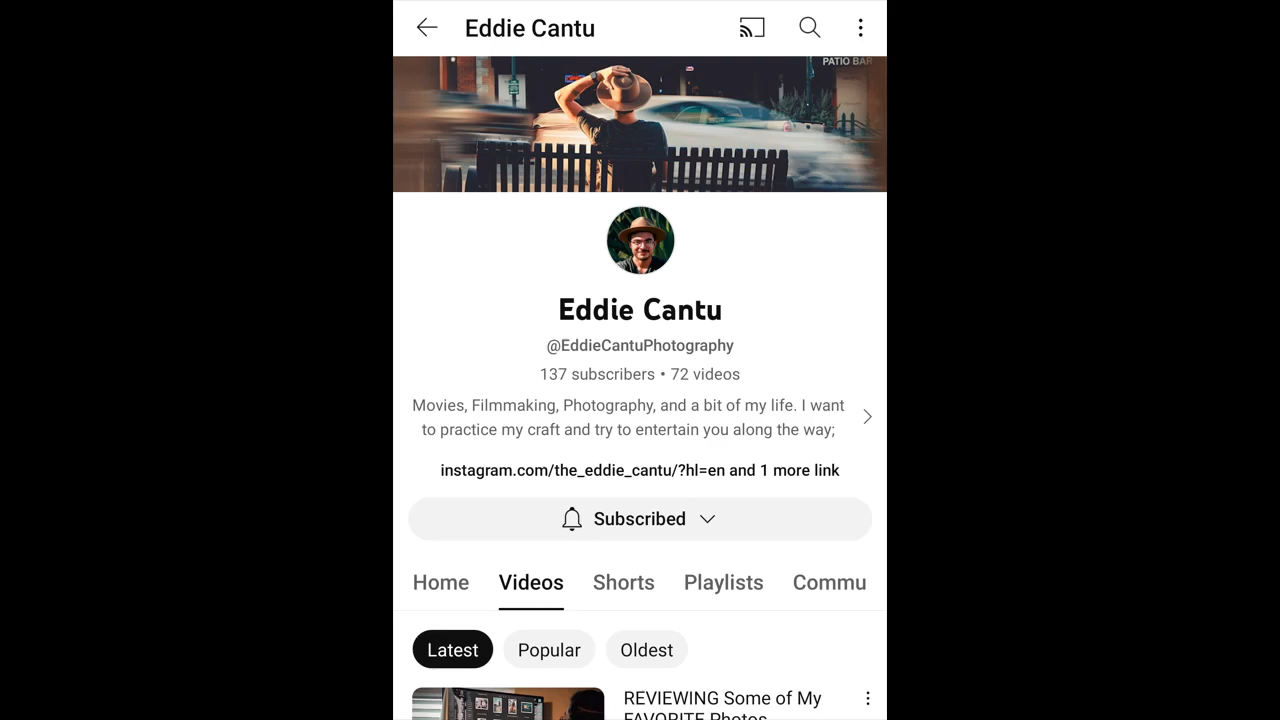 Eddie Cantu
PATIO BAR
Eddie Cantu
@EddieCantuPhotography
137 subscribers • 72 videos
Movies, Filmmaking, Photography, and a bit of my life. I want
to practice my craft and try to entertain you along the way;
instagram.com/the_eddie_cantu/?hl=en and 1 more link
Subscribed
Home Videos Shorts Playlists Commu
Latest Popular Oldest
REVIEWING Some of My
FAVORITE Photos